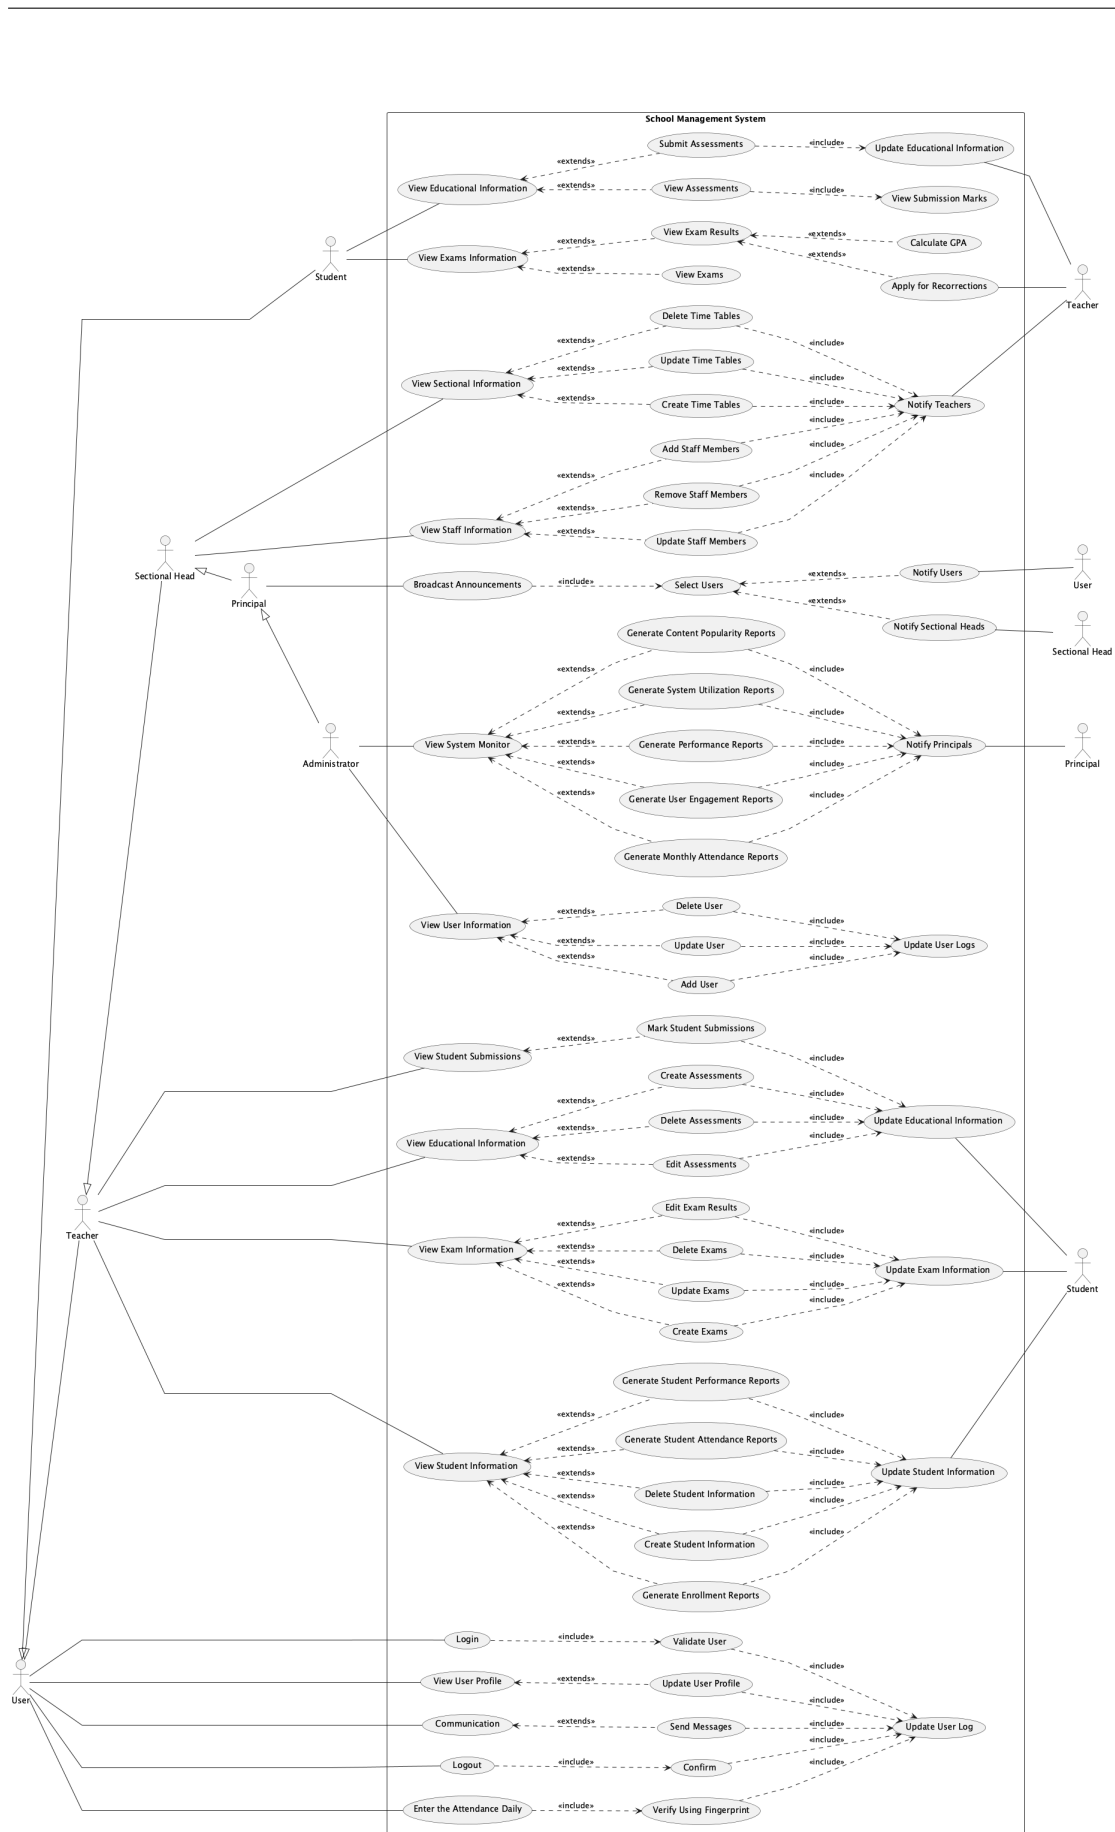 School Management System
Submit Assessments
«include»
Update Educational Information
«extends»
View Educational Information
«extends»
View Assessments
«include»
View Submission Marks
Student
View Exams Information
«extends»
View Exam Results
«extends»
Calculate GPA
«extends»
«extends»
View Exams
Apply for Recorrections
Teacher
Delete Time Tables
«extends»
«include»
View Sectional Information
«extends»
Update Time Tables
«include»
«extends»
Create Time Tables
«include»
Notify Teachers
Add Staff Members
«include»
«extends»
«include»
«extends»
Remove Staff Members
«include»
View Staff Information
«extends»
Update Staff Members
Sectional Head
Principal
Broadcast Announcements
«include»
Select Users
«extends»
Notify Users
User
«extends»
Notify Sectional Heads
Sectional Head
Generate Content Popularity Reports
«extends»
«include»
Generate System Utilization Reports
«extends»
«include»
Administrator
View System Monitor
«extends»
Generate Performance Reports
«include»
Notify Principals
Principal
«extends»
Generate User Engagement Reports
«include»
«extends»
«include»
Generate Monthly Attendance Reports
View User Information
«extends»
Delete User
«include»
«extends»
Update User
«include»
Update User Logs
«extends»
Add User
«include»
Mark Student Submissions
«extends»
View Student Submissions
«include»
Create Assessments
«extends»
«include»
Delete Assessments
«extends»
«include»
Update Educational Information
View Educational Information
«extends»
Edit Assessments
«include»
Teacher
Edit Exam Results
«extends»
«include»
View Exam Information
«extends»
Delete Exams
«include»
«extends»
Update Exams
«include»
Update Exam Information
Student
«extends»
Create Exams
«include»
Generate Student Performance Reports
«extends»
«include»
Generate Student Attendance Reports
«extends»
«include»
View Student Information
«extends»
Delete Student Information
«include»
Update Student Information
«extends»
Create Student Information
«include»
«extends»
«include»
Generate Enrollment Reports
User
Login
«include»
Validate User
«include»
View User Profile
«extends»
Update User Profile
«include»
Communication
«extends»
Send Messages
«include»
Update User Log
Logout
«include»
Confirm
«include»
Enter the Attendance Daily
«include»
Verify Using Fingerprint
«include»